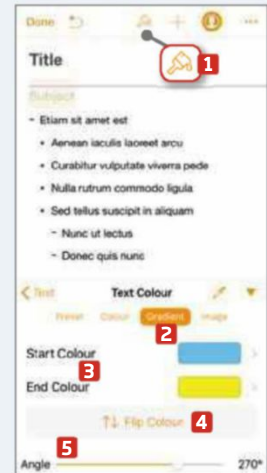 Done
1
Title
Subject
- Etiam sit amet est
• Aenean iaculis laoreet arcu
• Curabitur vulputate viverra pede
• Nulla rutrum commodo ligula
• Sed tellus suscipit in aliquam
- Nunc ut lectus
- Donec quis nunc
< Text Text Colour
Preset Colour Gradient Image
2
Start Colour
3
End Colour
↑↓ Flip Colour 4
5
Angle 270°